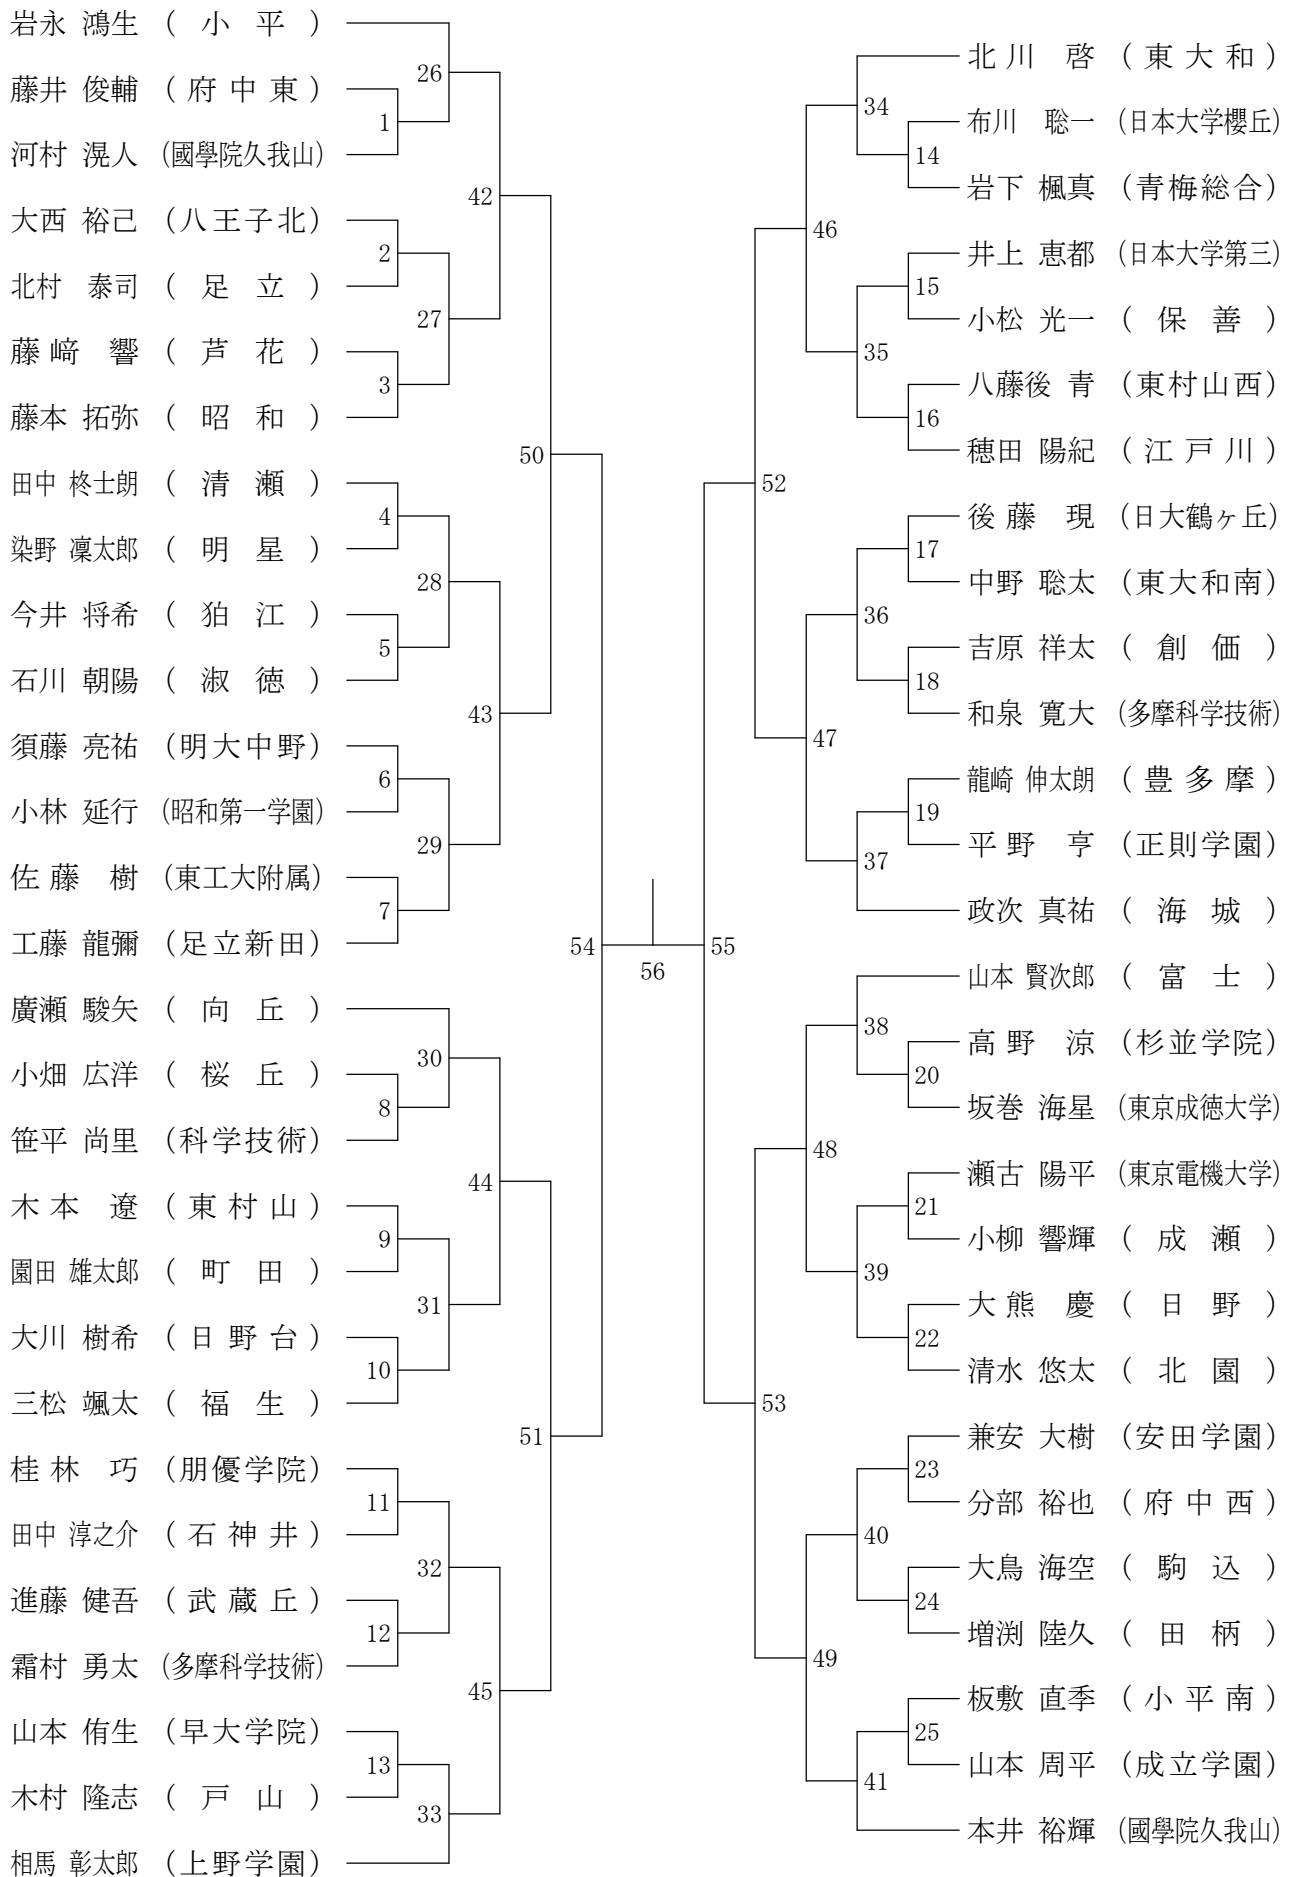 岩永 鴻生 ( 小 平 )
藤井 俊輔 ( 府 中 東 )
河村 滉人 (國學院久我山)
大西 裕己 (八王子北)
北村 泰司 ( 足 立 )
藤 﨑 響 ( 芦 花 )
藤本 拓弥 ( 昭 和 )
田中 柊士朗 ( 清 瀬 )
染野 凜太郎 ( 明 星 )
今井 将希 ( 狛 江 )
石川 朝陽 ( 淑 徳 )
須藤 亮祐 (明大中野)
小林 延行 (昭和第一学園)
佐 藤 樹 (東工大附属)
工藤 龍彌 (足立新田)
廣瀬 駿矢 ( 向 丘 )
小畑 広洋 ( 桜 丘 )
笹平 尚里 (科学技術)
木 本 遼 ( 東 村 山 )
園田 雄太郎 ( 町 田 )
大川 樹希 ( 日 野 台 )
三松 颯太 ( 福 生 )
桂 林 巧 (朋優学院)
田中 淳之介 ( 石 神 井 )
進藤 健吾 ( 武 蔵 丘 )
霜村 勇太 (多摩科学技術)
山本 侑生 (早大学院)
木村 隆志 ( 戸 山 )
相馬 彰太郎 (上野学園)
1
2
3
4
5
6
7
8
9
10
11
12
13
26
27
28
29
30
31
32
33
42
43
44
45
50
51
54
56
55
52
53
46
47
48
49
34
35
36
37
38
39
40
41
14
15
16
17
18
19
20
21
22
23
24
25
北 川 啓 ( 東 大 和 )
布川 聡一 (日本大学櫻丘)
岩下 楓真 (青梅総合)
井上 恵都 (日本大学第三)
小松 光一 ( 保 善 )
八藤後 青 (東村山西)
穂田 陽紀 ( 江 戸 川 )
後 藤 現 (日大鶴ヶ丘)
中野 聡太 (東大和南)
吉原 祥太 ( 創 価 )
和泉 寛大 (多摩科学技術)
龍崎 伸太朗 ( 豊 多 摩 )
平 野 亨 (正則学園)
政次 真祐 ( 海 城 )
山本 賢次郎 ( 富 士 )
高 野 涼 (杉並学院)
坂巻 海星 (東京成徳大学)
瀬古 陽平 (東京電機大学)
小柳 響輝 ( 成 瀬 )
大 熊 慶 ( 日 野 )
清水 悠太 ( 北 園 )
兼安 大樹 (安田学園)
分部 裕也 ( 府 中 西 )
大鳥 海空 ( 駒 込 )
増渕 陸久 ( 田 柄 )
板敷 直季 ( 小 平 南 )
山本 周平 (成立学園)
本井 裕輝 (國學院久我山)